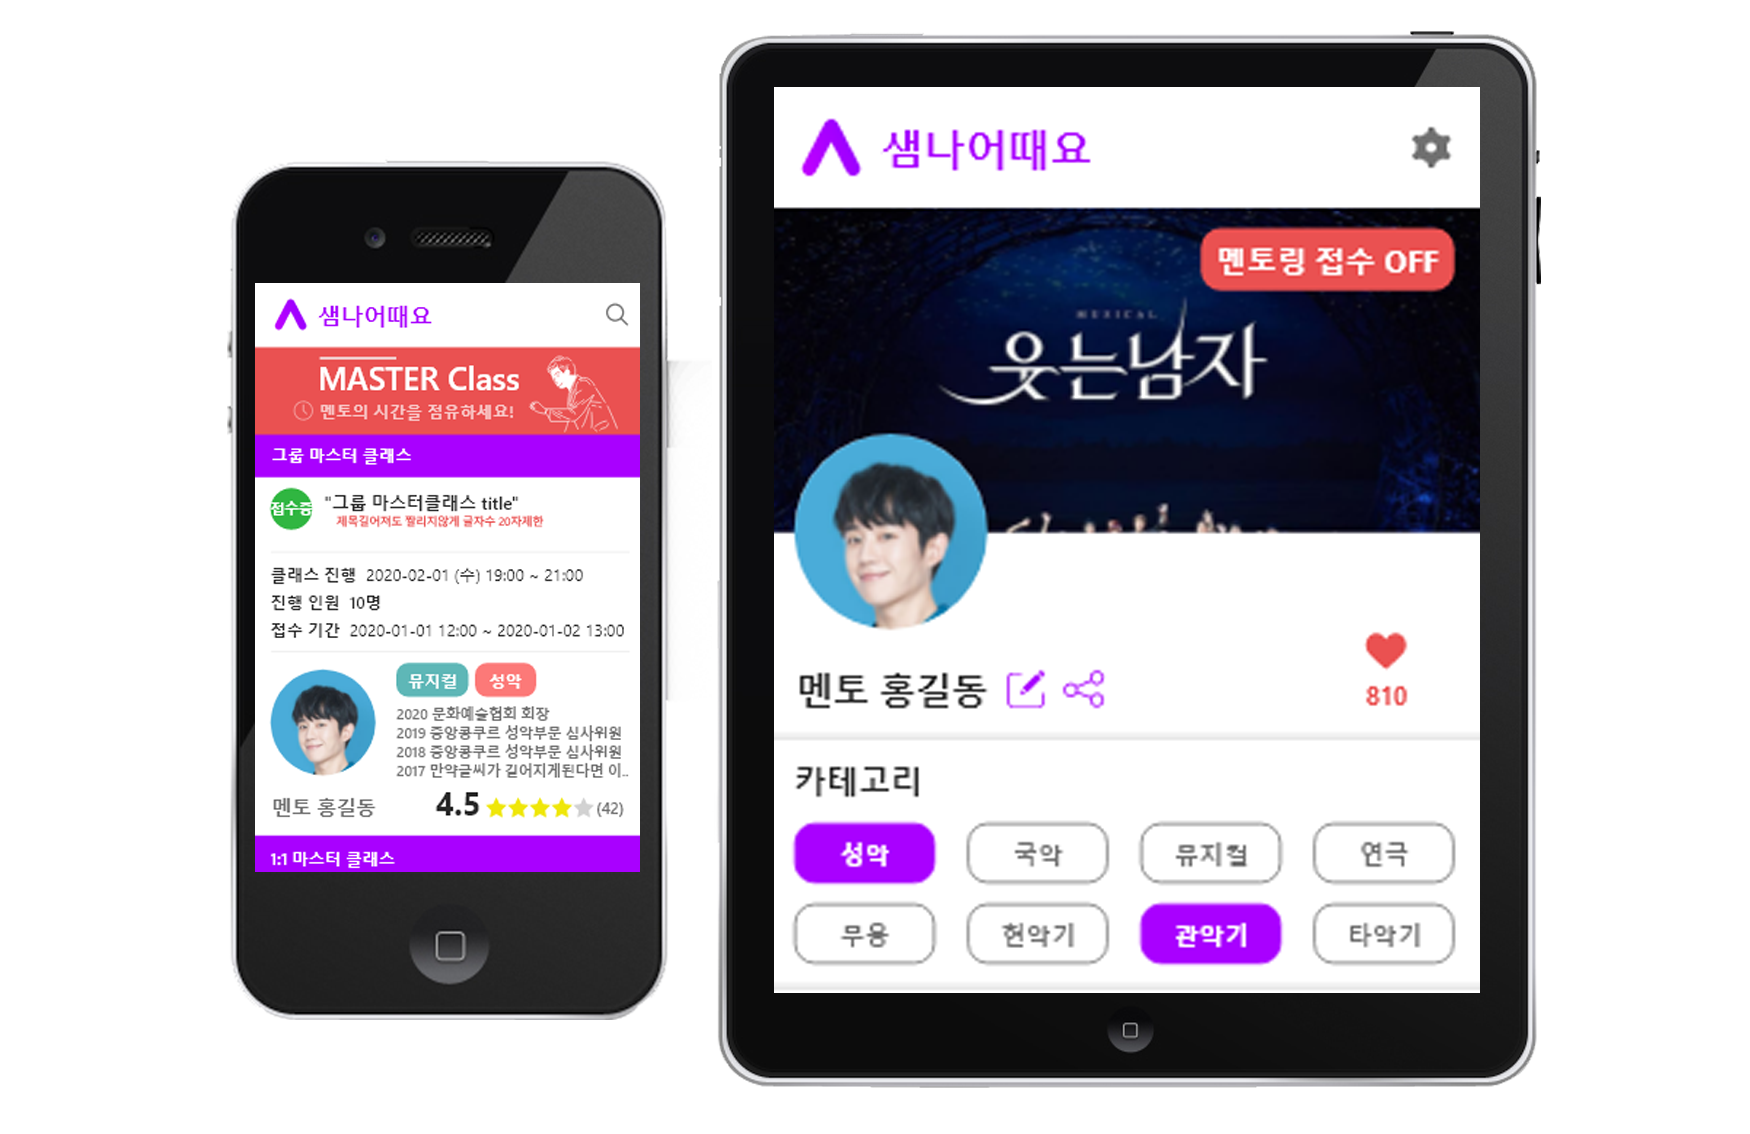 샘나어때요
MASTER Class
멘토의 시간을 점유하세요!
그룹 마스터 클래스
접수중
"그룹 마스터클래스 title"
제목길어져도 짤리지않게 글자수 20자제한
클래스 진행 2020-02-01 (수) 19:00 ~ 21:00
진행 인원 10명
접수 기간 2020-01-01 12:00 ~ 2020-01-02 13:00
뮤지컬 성악
2020 문화예술협회 회장
2019 중앙콩쿠르 성악부문 심사위원
2018 중앙콩쿠르 성악부문 심사위원
2017 만약글씨가 길어지게된다면 이..
멘토 홍길동 4.5 (42)
1:1 마스터 클래스
샘나어때요
멘토링 접수 OFF
MUSICAL
웃는남자
멘토 홍길동
810
카테고리
성악 국악 뮤지컬 연극
무용 현악기 관악기 타악기